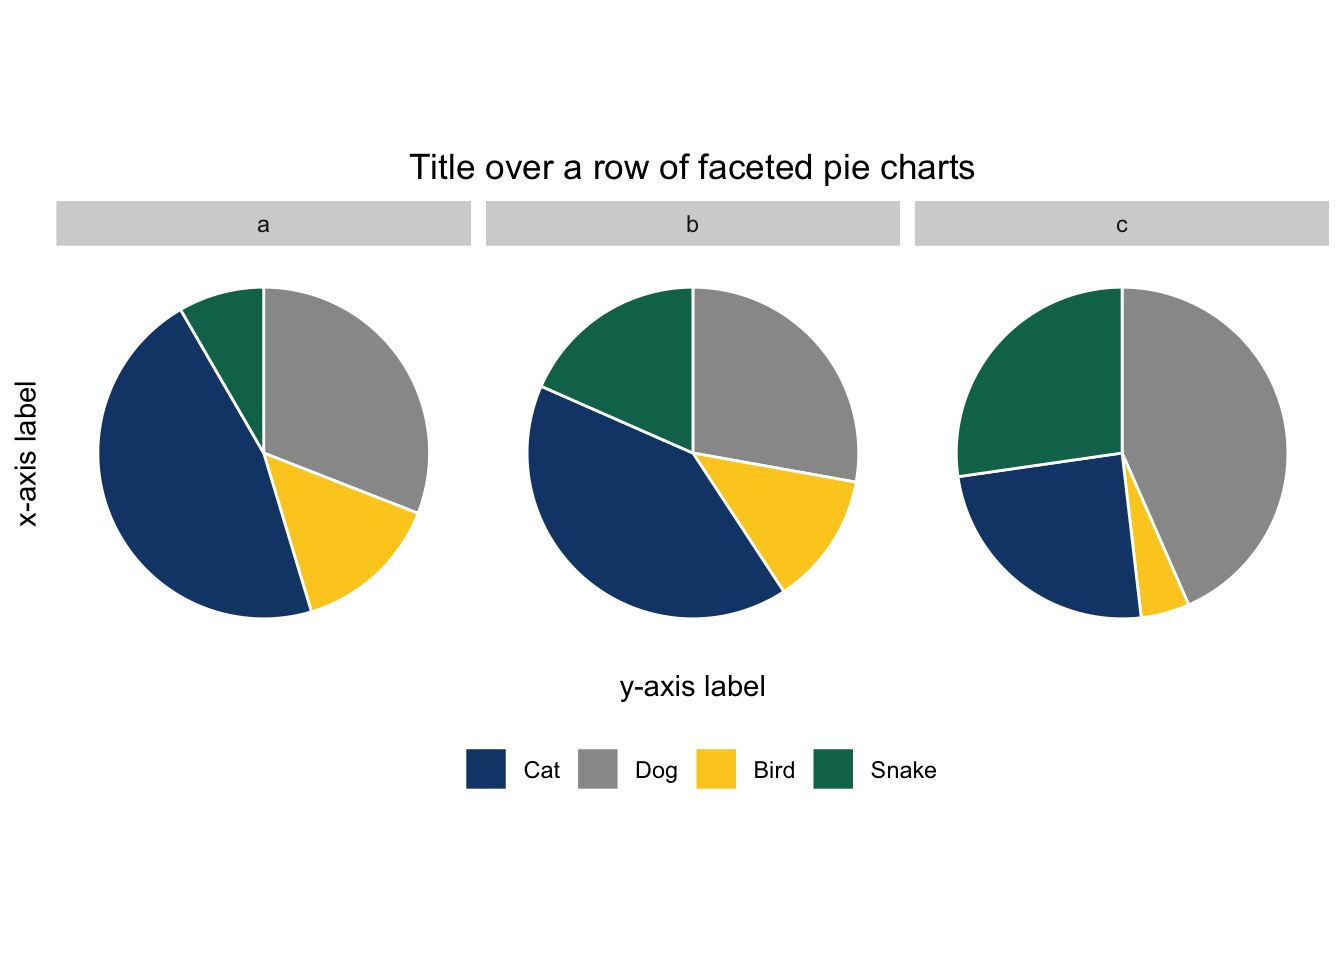 Title over a row of faceted pie charts
a b c
x-axis label
y-axis label
Cat Dog Bird Snake